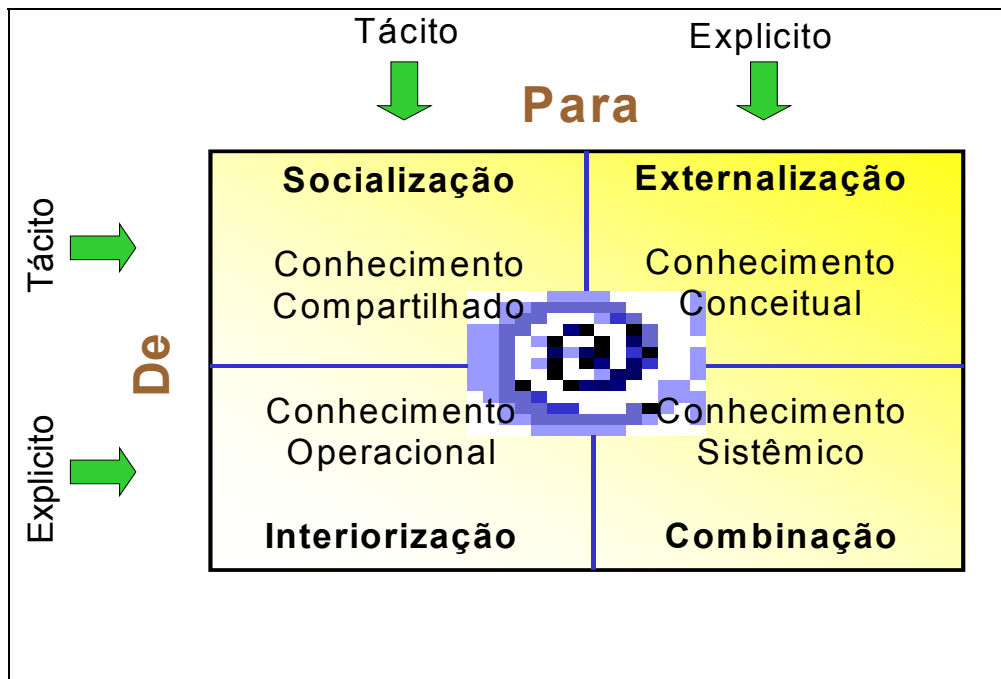 Tácito
Explicito
Para
De
Tácito
Explicito
Socialização
Externalização
Conhecimento
Compartilhado
Conhecimento
Conceitual
Conhecimento
Operacional
Conhecimento
Sistêmico
Interiorização
Combinação